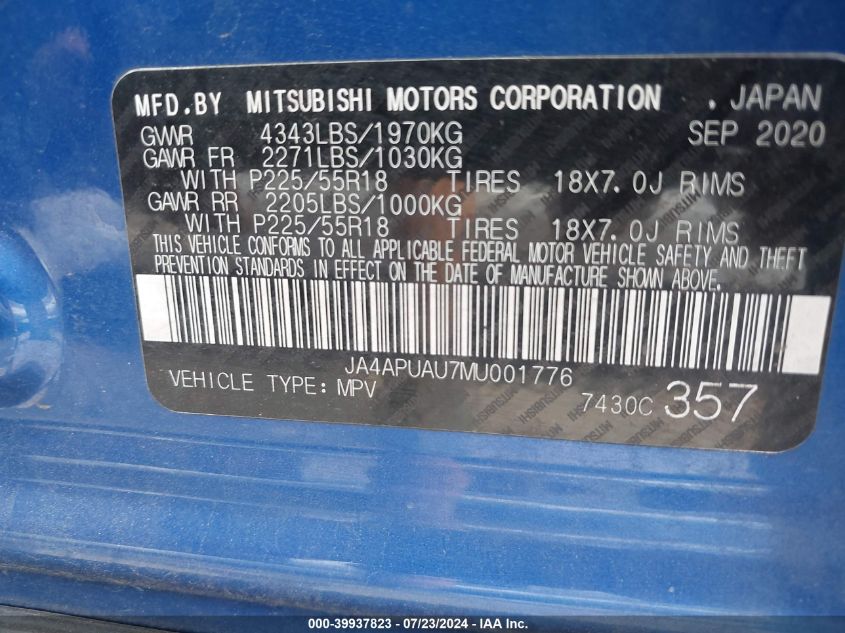 MFD.BY MITSUBISHI MOTORS CORPORATION . JAPAN
GVWR 4343LBS/1970KG SEP 2020
GAWR FR 2271LBS/1030KG
WITH P225/55R18 TIRES 18X7.0J RIMS
GAWR RR 2205LBS/1000KG
WITH P225/55R18 TIRES 18X7.0J RIMS
THIS VEHICLE CONFORMS TO ALL APPLICABLE FEDERAL MOTOR VEHICLE SAFETY AND THEFT
PREVENTION STANDARDS IN EFFECT ON THE DATE OF MANUFACTURE SHOWN ABOVE.
JA4APUAU7MU001776
VEHICLE TYPE: MPV 7430C 357
000-39937823 / 07/23/2024 - COPART.COM